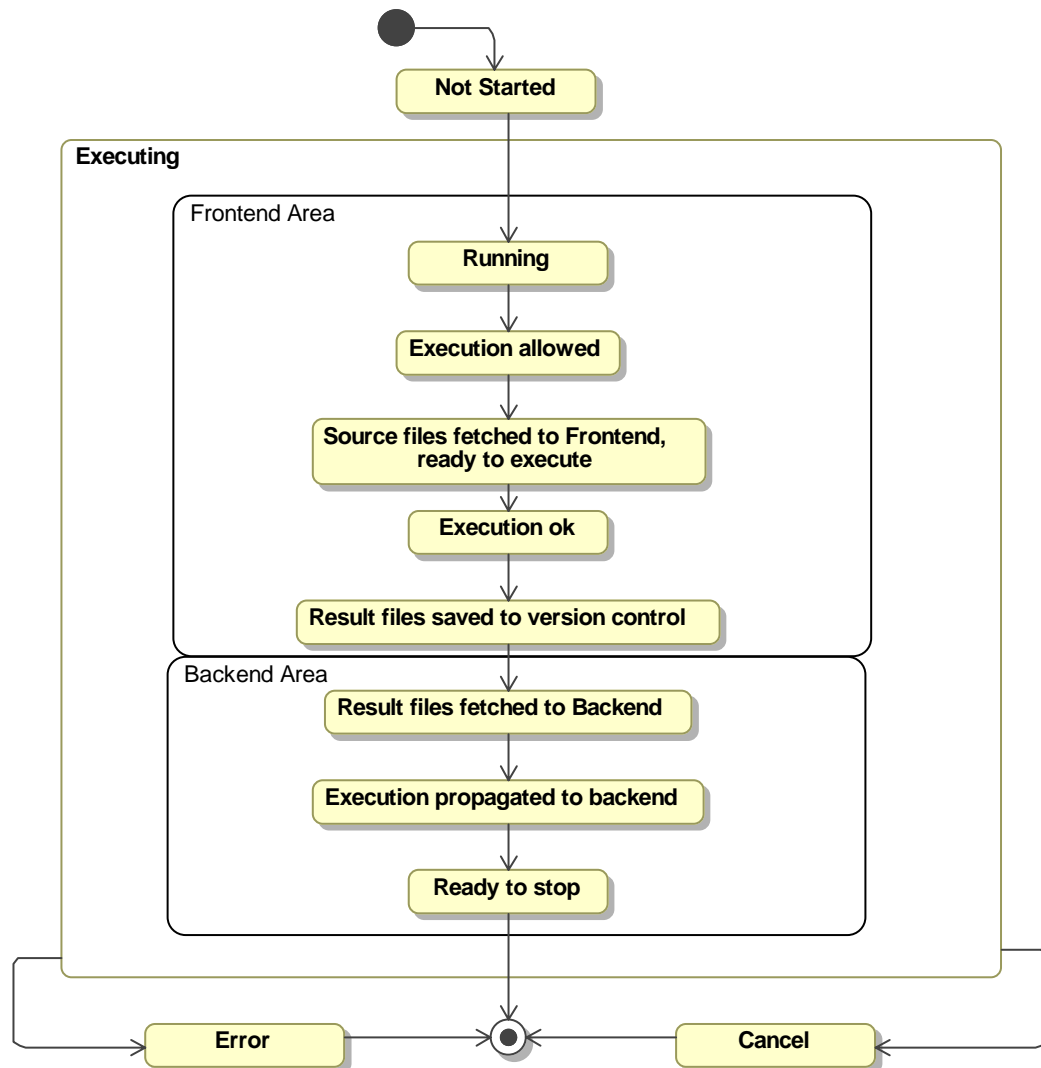 Not Started
Executing
Frontend Area
Running
Execution allowed
Source files fetched to Frontend,
ready to execute
Execution ok
Result files saved to version control
Backend Area
Result files fetched to Backend
Execution propagated to backend
Ready to stop
Error
Cancel